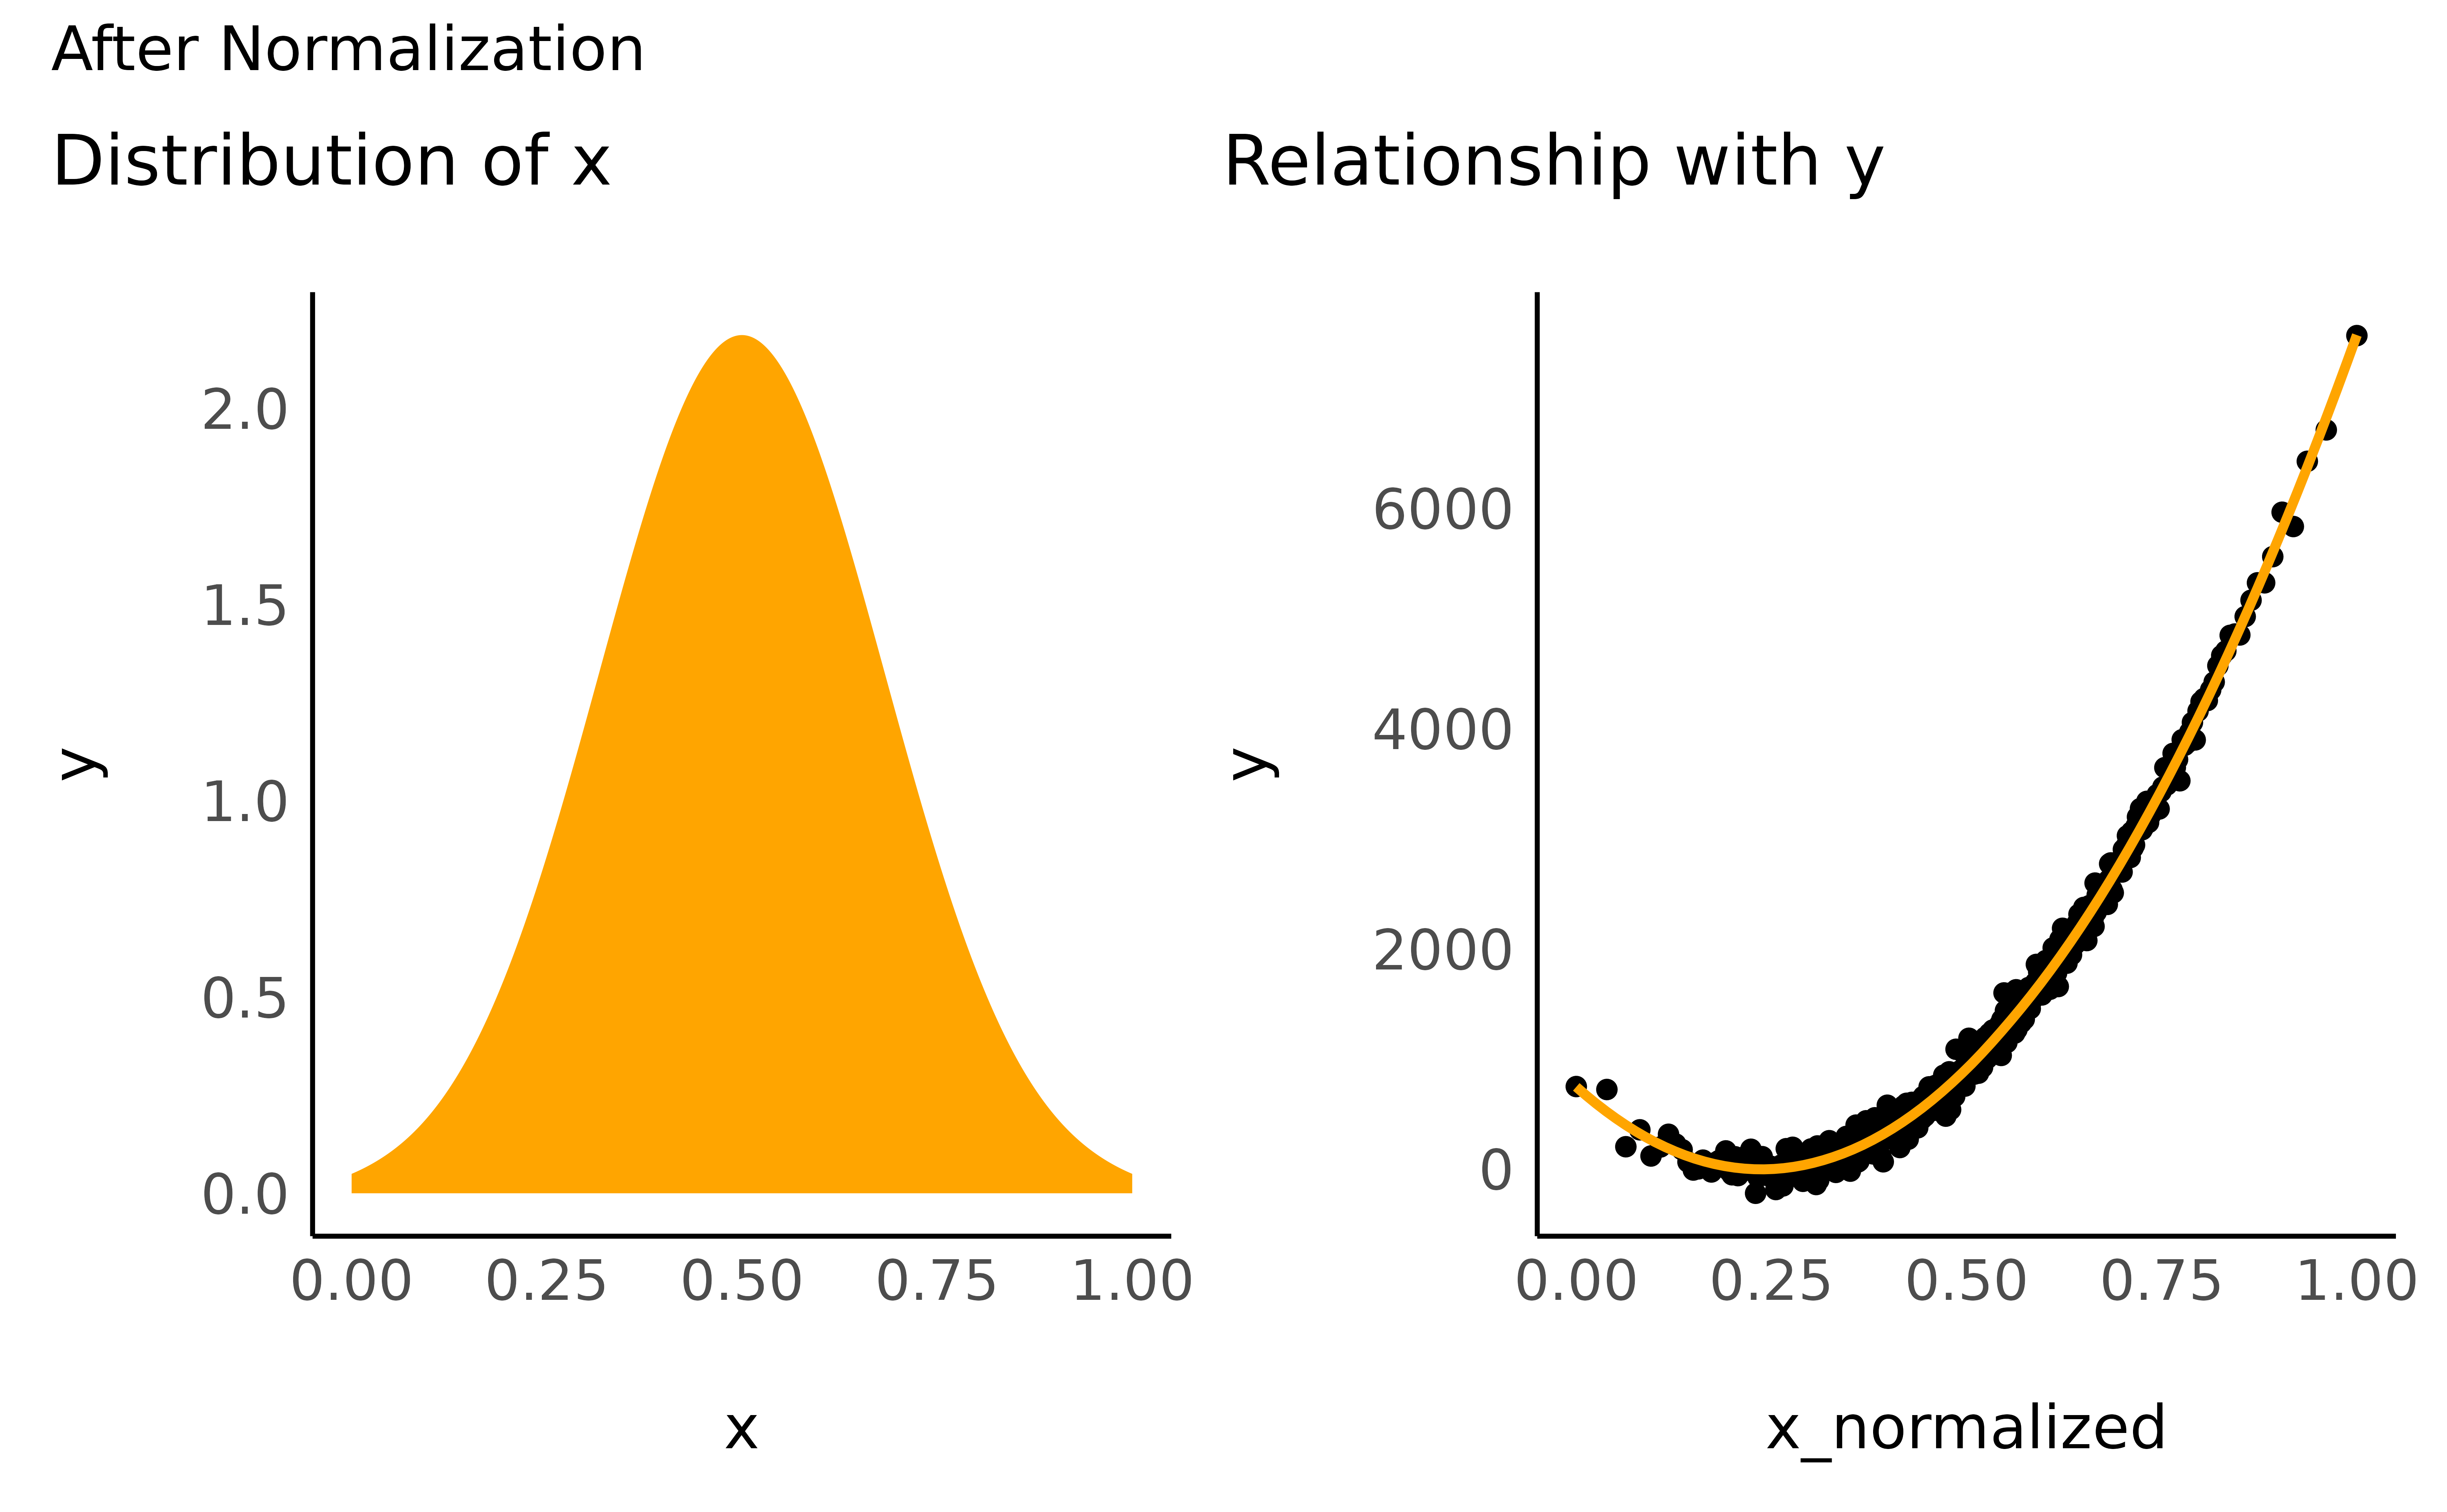 After Normalization
Distribution of x
Relationship with y
y
2.0
1.5
1.0
0.5
0.0
0.00 0.25 0.50 0.75 1.00
x
y
6000
4000
2000
0
0.00 0.25 0.50 0.75 1.00
x_normalized